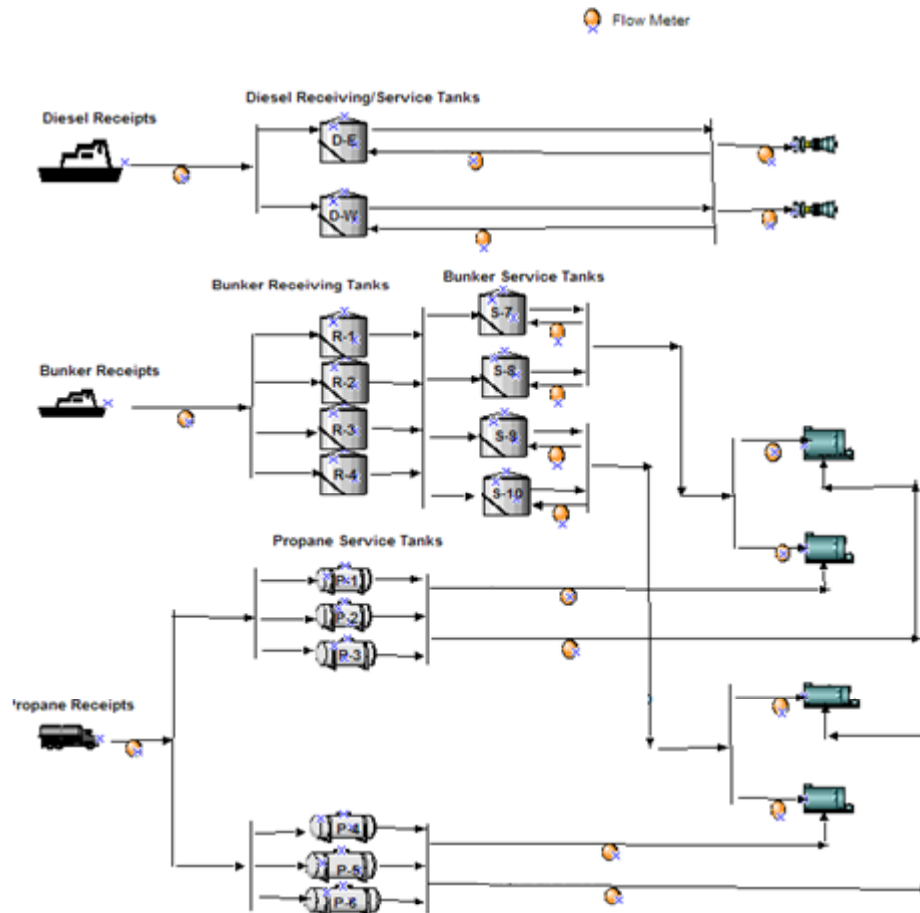 Flow Meter
Diesel Receiving/Service Tanks
Diesel Receipts
D-E
D-W
Bunker Receiving Tanks
Bunker Service Tanks
Bunker Receipts
R-1
R-2
R-3
R-4
S-7
S-8
S-9
S-10
Propane Service Tanks
P-1
P-2
P-3
Propane Receipts
P-4
P-5
P-6